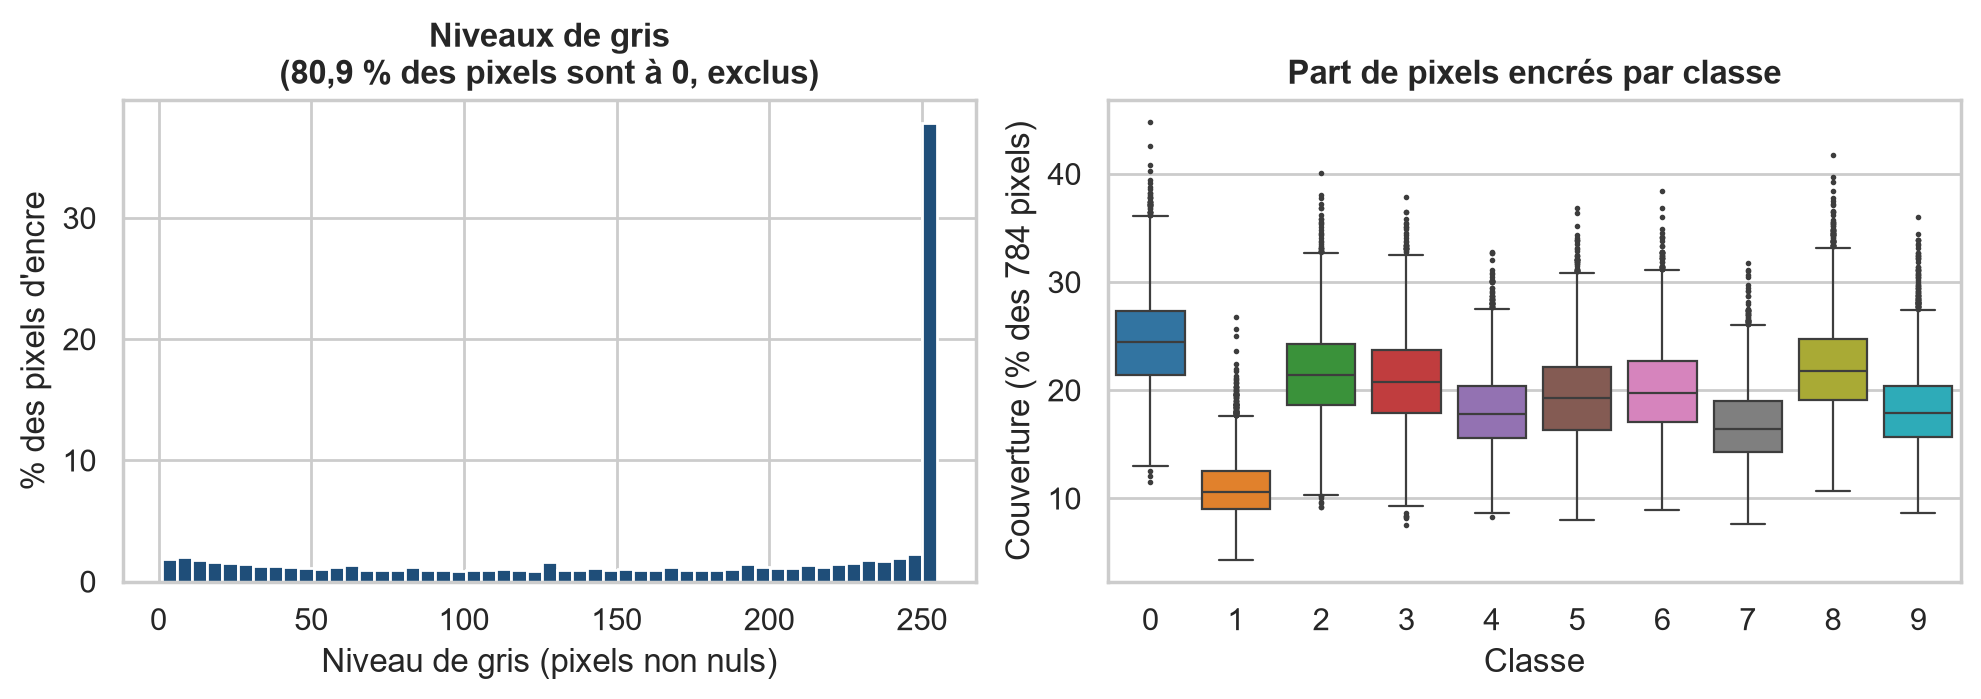 Niveaux de gris
(80,9 % des pixels sont à 0, exclus)
% des pixels d'encre
30
20
10
0
0 50 100 150 200 250
Niveau de gris (pixels non nuls)
Part de pixels encrés par classe
Couverture (% des 784 pixels)
40
30
20
10
0 1 2 3 4 5 6 7 8 9
Classe